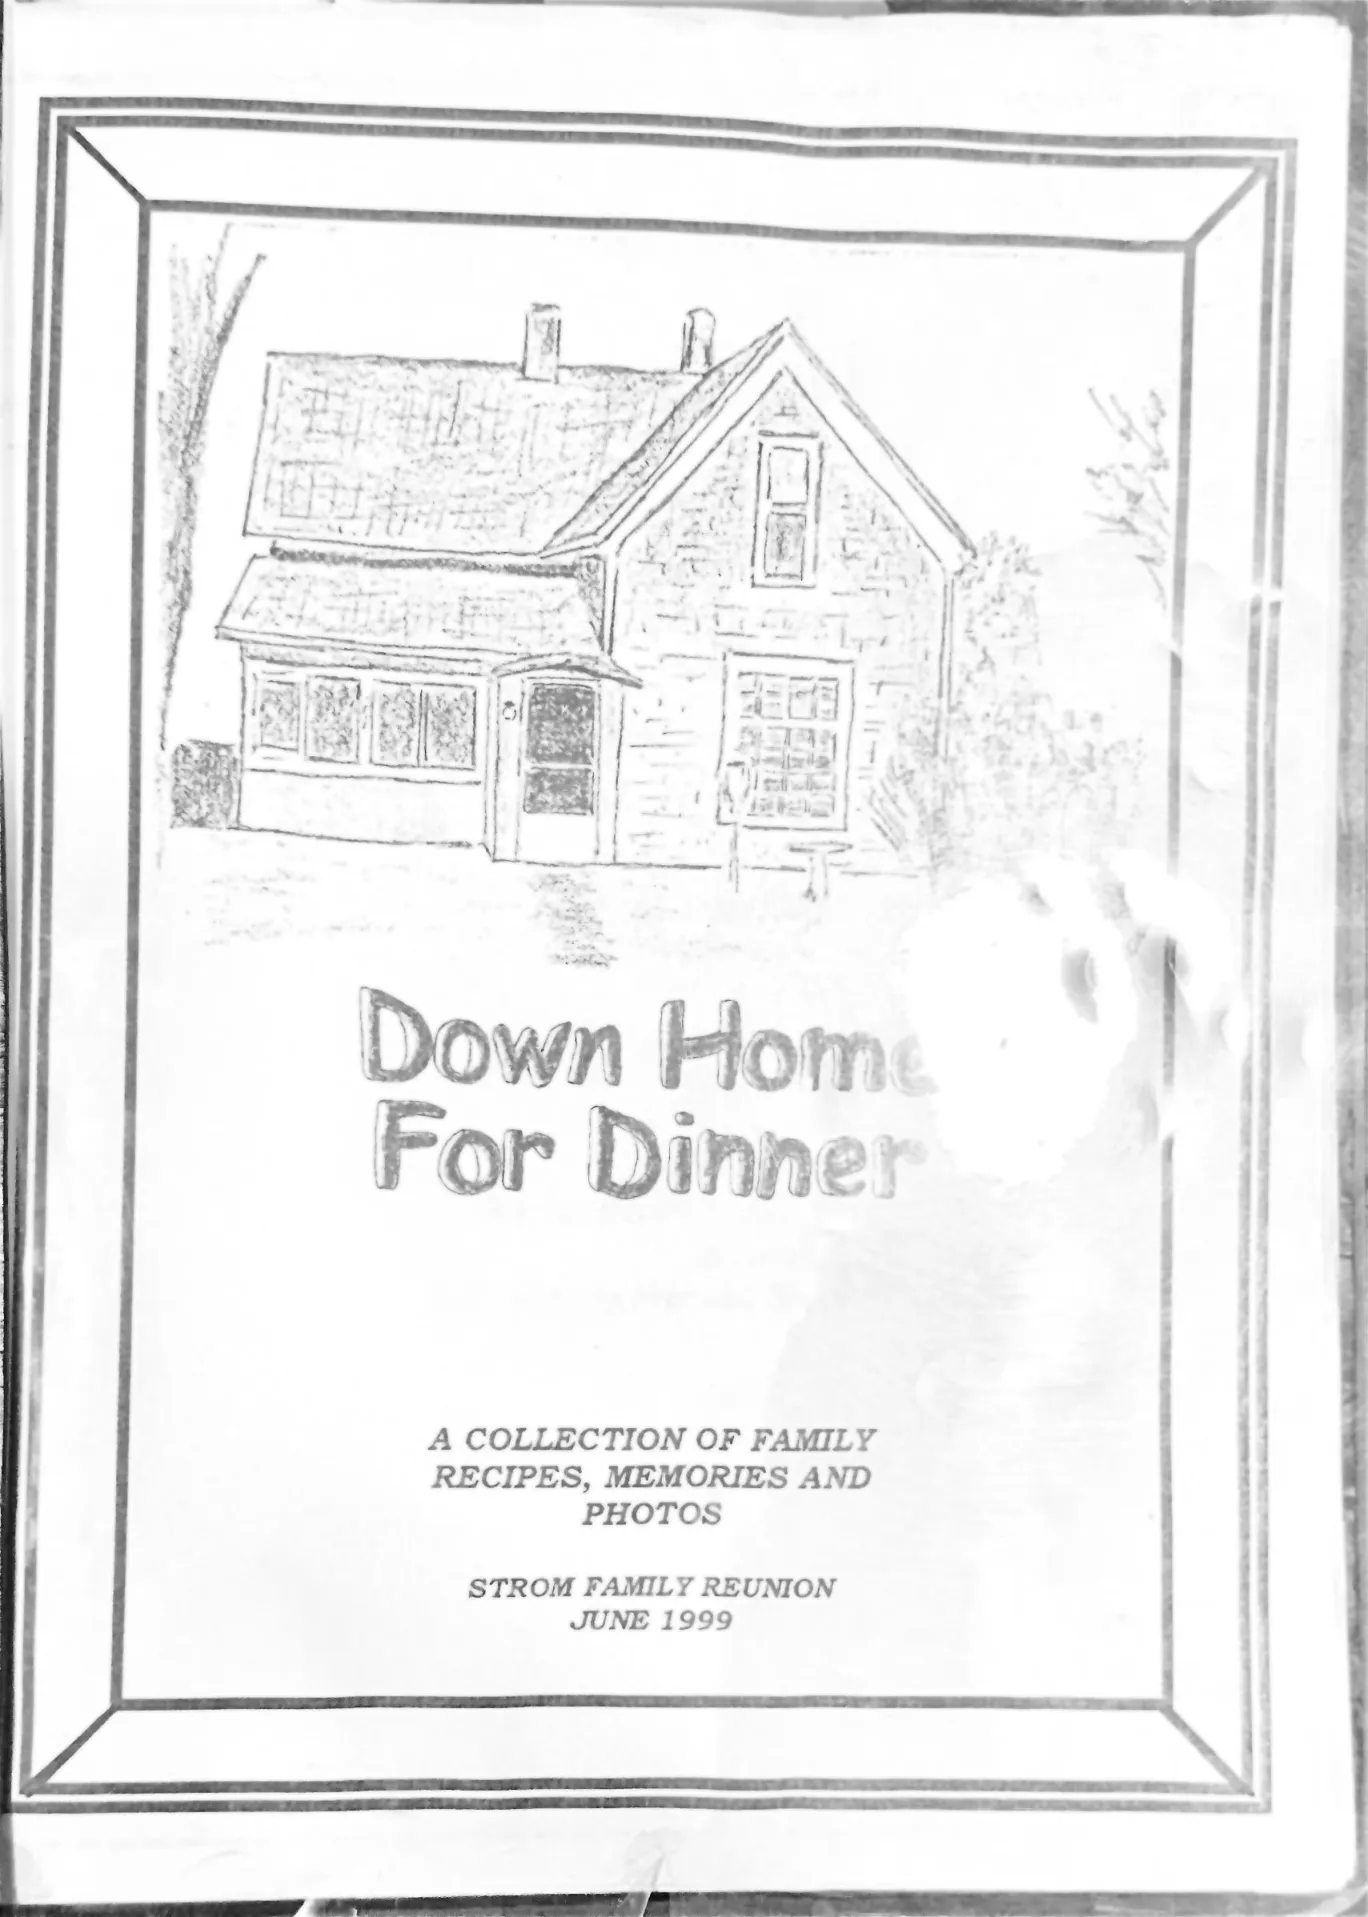 Down Home
For Dinner
A COLLECTION OF FAMILY
RECIPES, MEMORIES AND
PHOTOS
STROM FAMILY REUNION
JUNE 1999